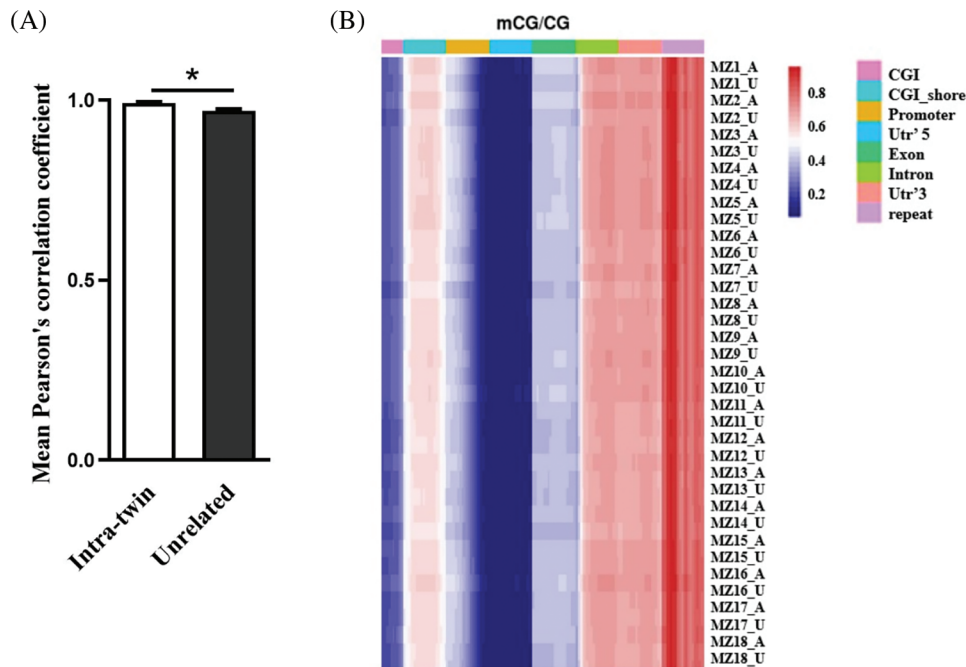 (A)
*
Mean Pearson's correlation coefficient
1.0
0.5
0.0
Intra-twin
Unrelated
(B)
mCG/CG
MZ1_A
MZ1_U
MZ2_A
MZ2_U
MZ3_A
MZ3_U
MZ4_A
MZ4_U
MZ5_A
MZ5_U
MZ6_A
MZ6_U
MZ7_A
MZ7_U
MZ8_A
MZ8_U
MZ9_A
MZ9_U
MZ10_A
MZ10_U
MZ11_A
MZ11_U
MZ12_A
MZ12_U
MZ13_A
MZ13_U
MZ14_A
MZ14_U
MZ15_A
MZ15_U
MZ16_A
MZ16_U
MZ17_A
MZ17_U
MZ18_A
MZ18_U
0.8
0.6
0.4
0.2
CGI
CGI_shore
Promoter
Utr' 5
Exon
Intron
Utr'3
repeat